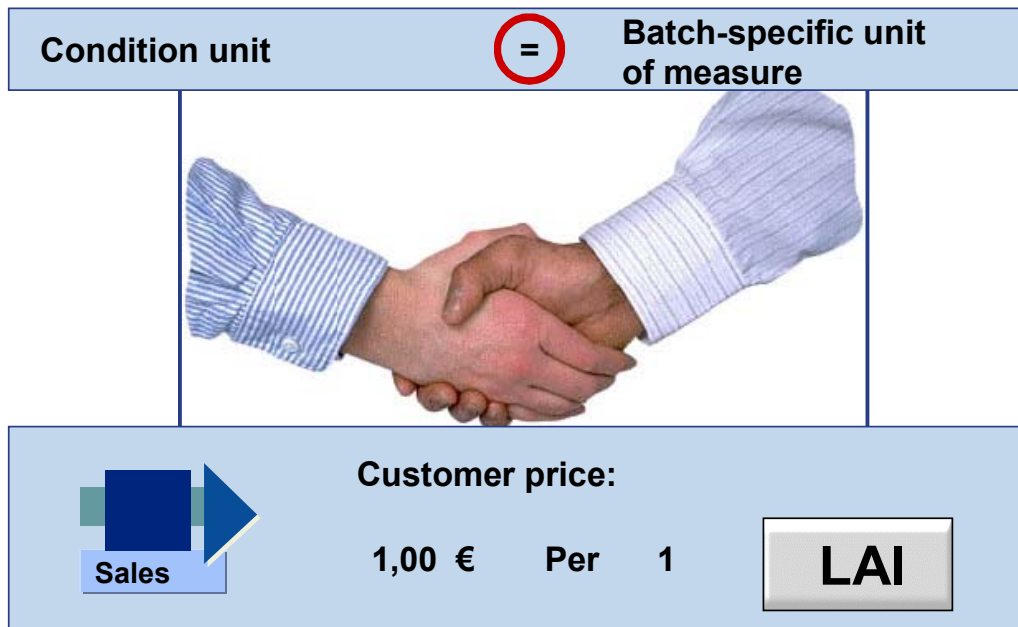 Condition unit = Batch-specific unit
of measure
Customer price:
1,00 € Per 1 LAI
Sales